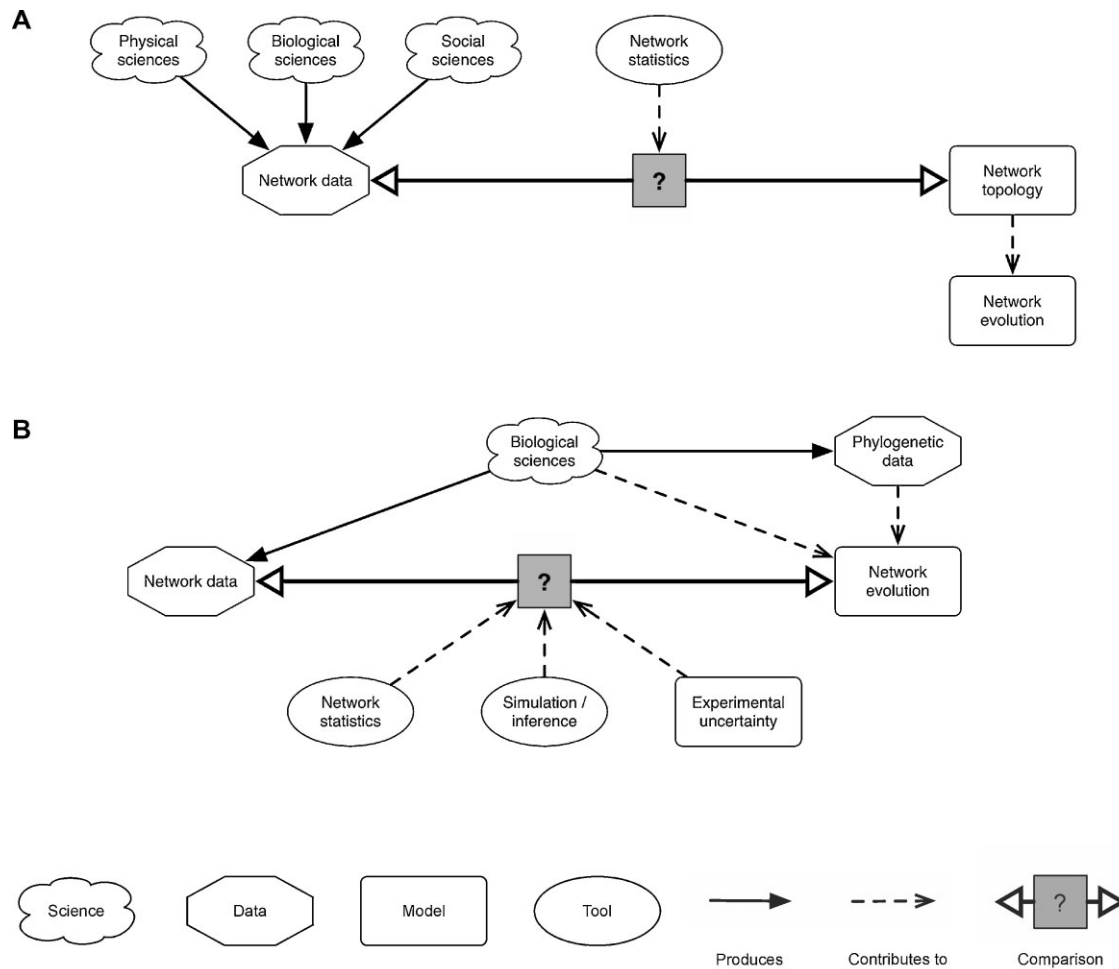 A
Physical
sciences
Biological
sciences
Social
sciences
Network
statistics
Network data
?
Network
topology
Network
evolution
B
Biological
sciences
Phylogenetic
data
Network data
?
Network
evolution
Network
statistics
Simulation /
inference
Experimental
uncertainty
Science
Data
Model
Tool
?
Produces
Contributes to
Comparison